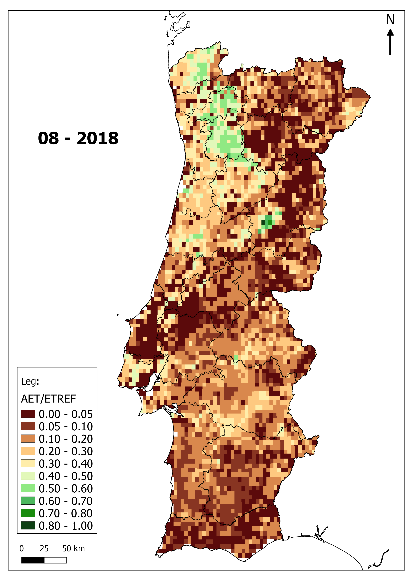 N
08 - 2018
Leg:
AET/ETREF
0.00 - 0.05
0.05 - 0.10
0.10 - 0.20
0.20 - 0.30
0.30 - 0.40
0.40 - 0.50
0.50 - 0.60
0.60 - 0.70
0.70 - 0.80
0.80 - 1.00
0 25 50 km